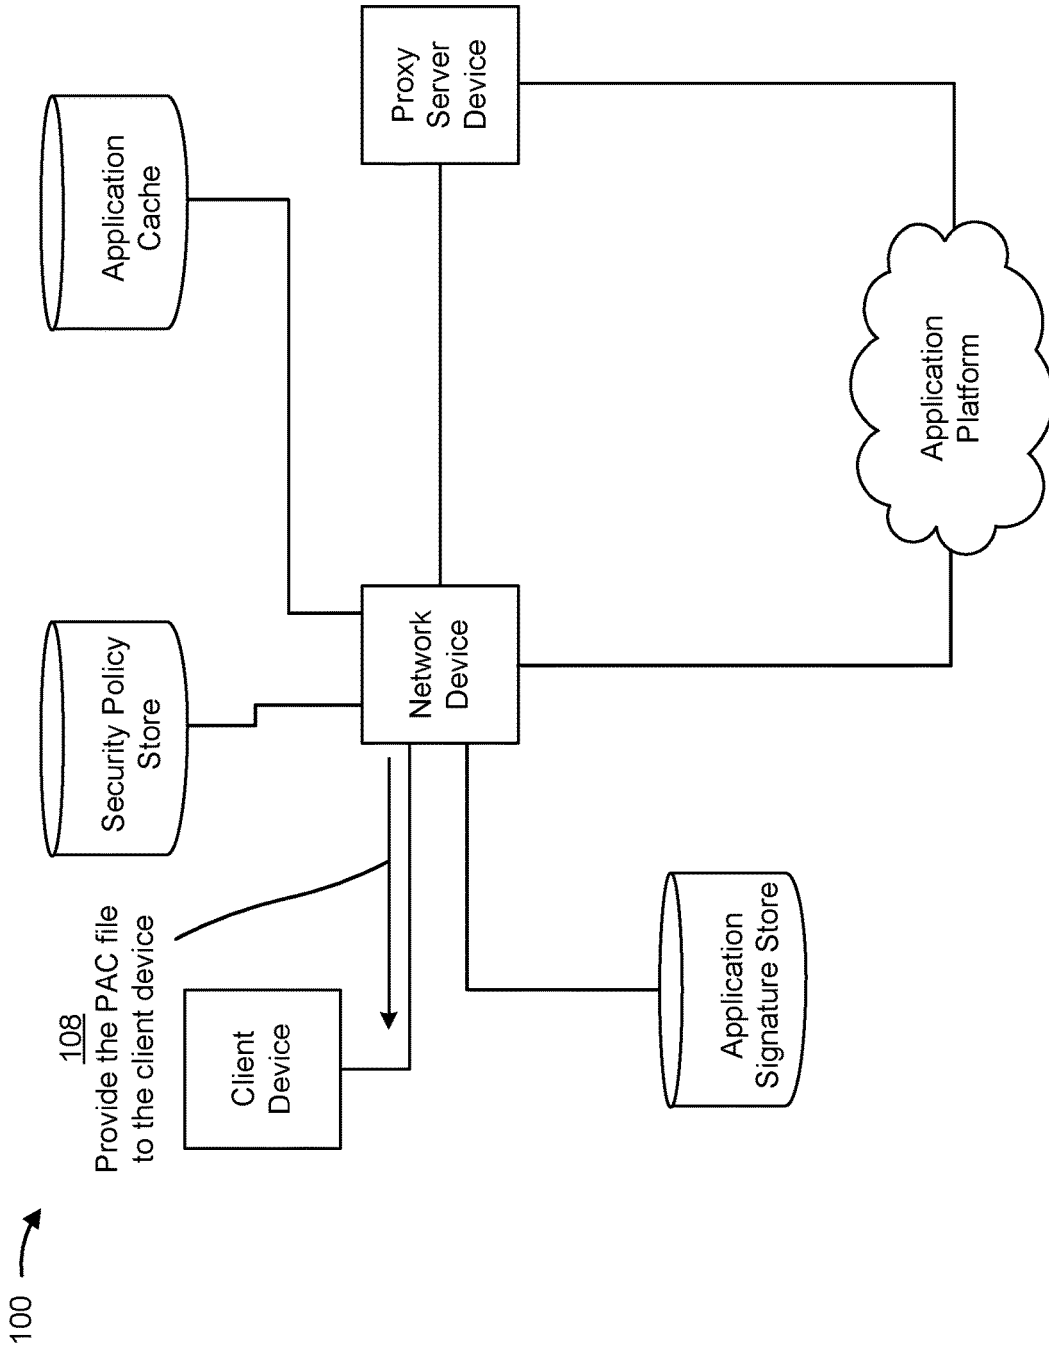 100
108
Provide the PAC file
to the client device
Client
Device
Security Policy
Store
Application
Cache
Network
Device
Proxy
Server
Device
Application
Signature Store
Application
Platform